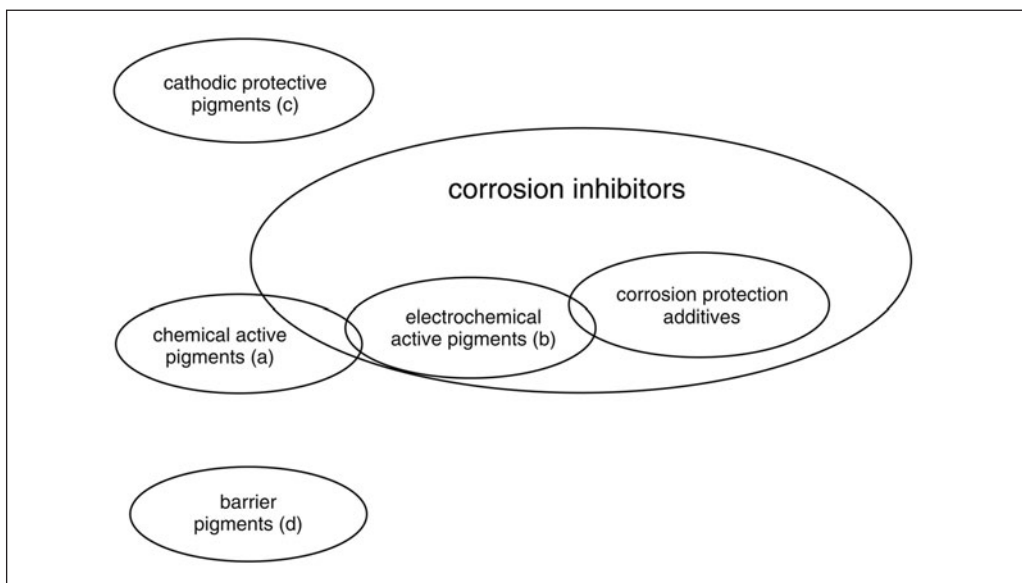 cathodic protective
pigments (c)
corrosion inhibitors
corrosion protection
additives
electrochemical
active pigments (b)
chemical active
pigments (a)
barrier
pigments (d)